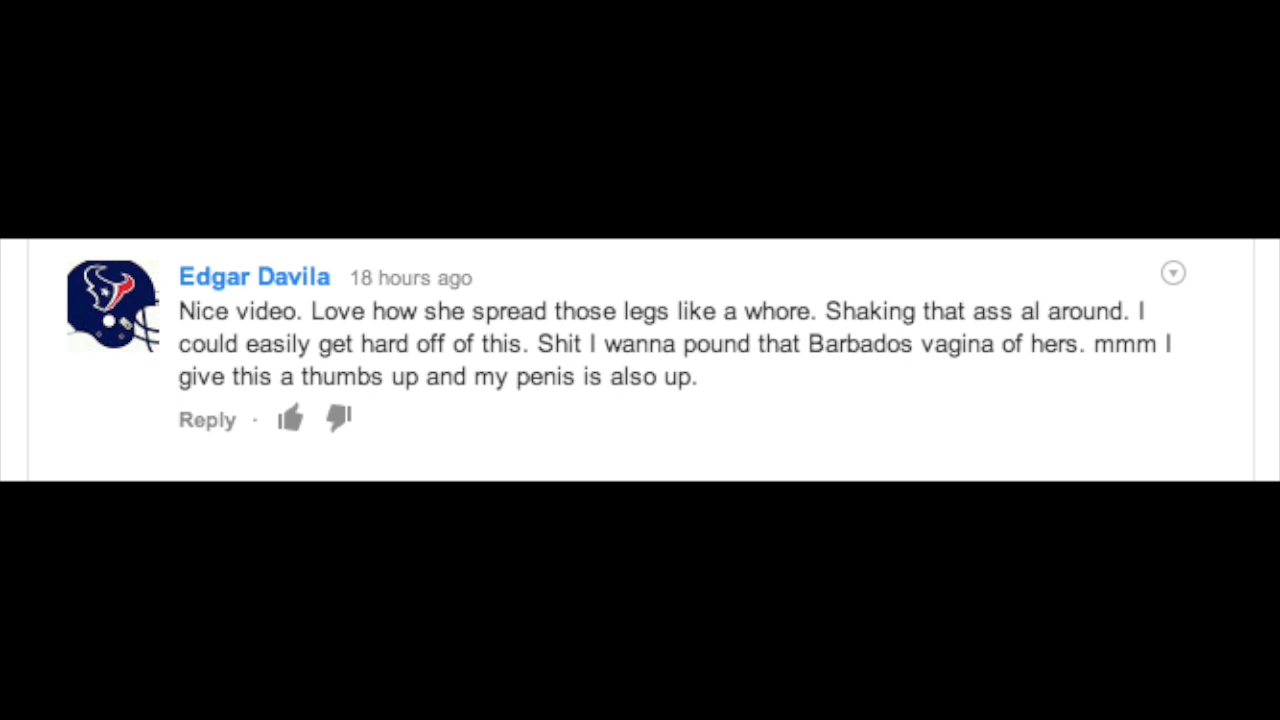 Edgar Davila 18 hours ago
Nice video. Love how she spread those legs like a whore. Shaking that ass al around. I
could easily get hard off of this. Shit I wanna pound that Barbados vagina of hers. mmm I
give this a thumbs up and my penis is also up.
Reply ·